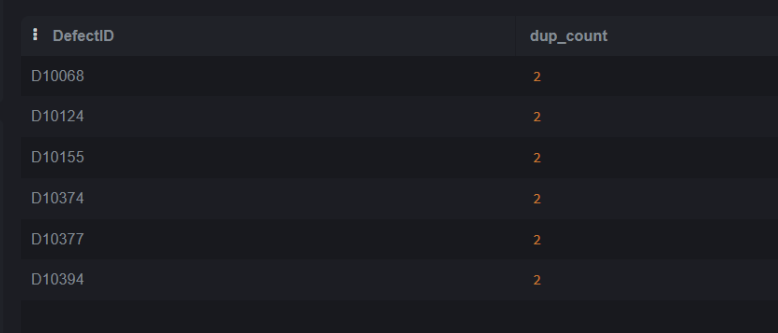 DefectID dup_count
D10068 2
D10124 2
D10155 2
D10374 2
D10377 2
D10394 2